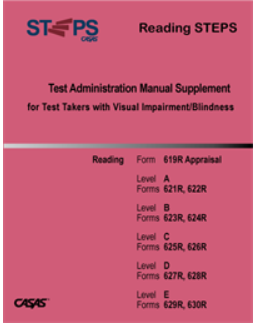 STEPS
CASAS
Reading STEPS
Test Administration Manual Supplement
for Test Takers with Visual Impairment/Blindness
Reading Form 619R Appraisal
Level A
Forms 621R, 622R
Level B
Forms 623R, 624R
Level C
Forms 625R, 626R
Level D
Forms 627R, 628R
Level E
Forms 629R, 630R
CASAS